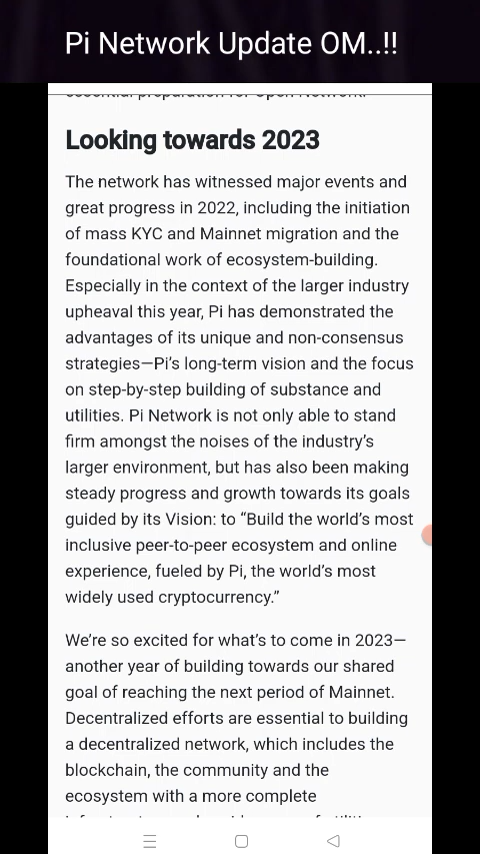 Pi Network Update OM..!!
essential preparation for Open Network.
Looking towards 2023
The network has witnessed major events and
great progress in 2022, including the initiation
of mass KYC and Mainnet migration and the
foundational work of ecosystem-building.
Especially in the context of the larger industry
upheaval this year, Pi has demonstrated the
advantages of its unique and non-consensus
strategies—Pi’s long-term vision and the focus
on step-by-step building of substance and
utilities. Pi Network is not only able to stand
firm amongst the noises of the industry’s
larger environment, but has also been making
steady progress and growth towards its goals
guided by its Vision: to “Build the world’s most
inclusive peer-to-peer ecosystem and online
experience, fueled by Pi, the world’s most
widely used cryptocurrency.”
We’re so excited for what’s to come in 2023—
another year of building towards our shared
goal of reaching the next period of Mainnet.
Decentralized efforts are essential to building
a decentralized network, which includes the
blockchain, the community and the
ecosystem with a more complete